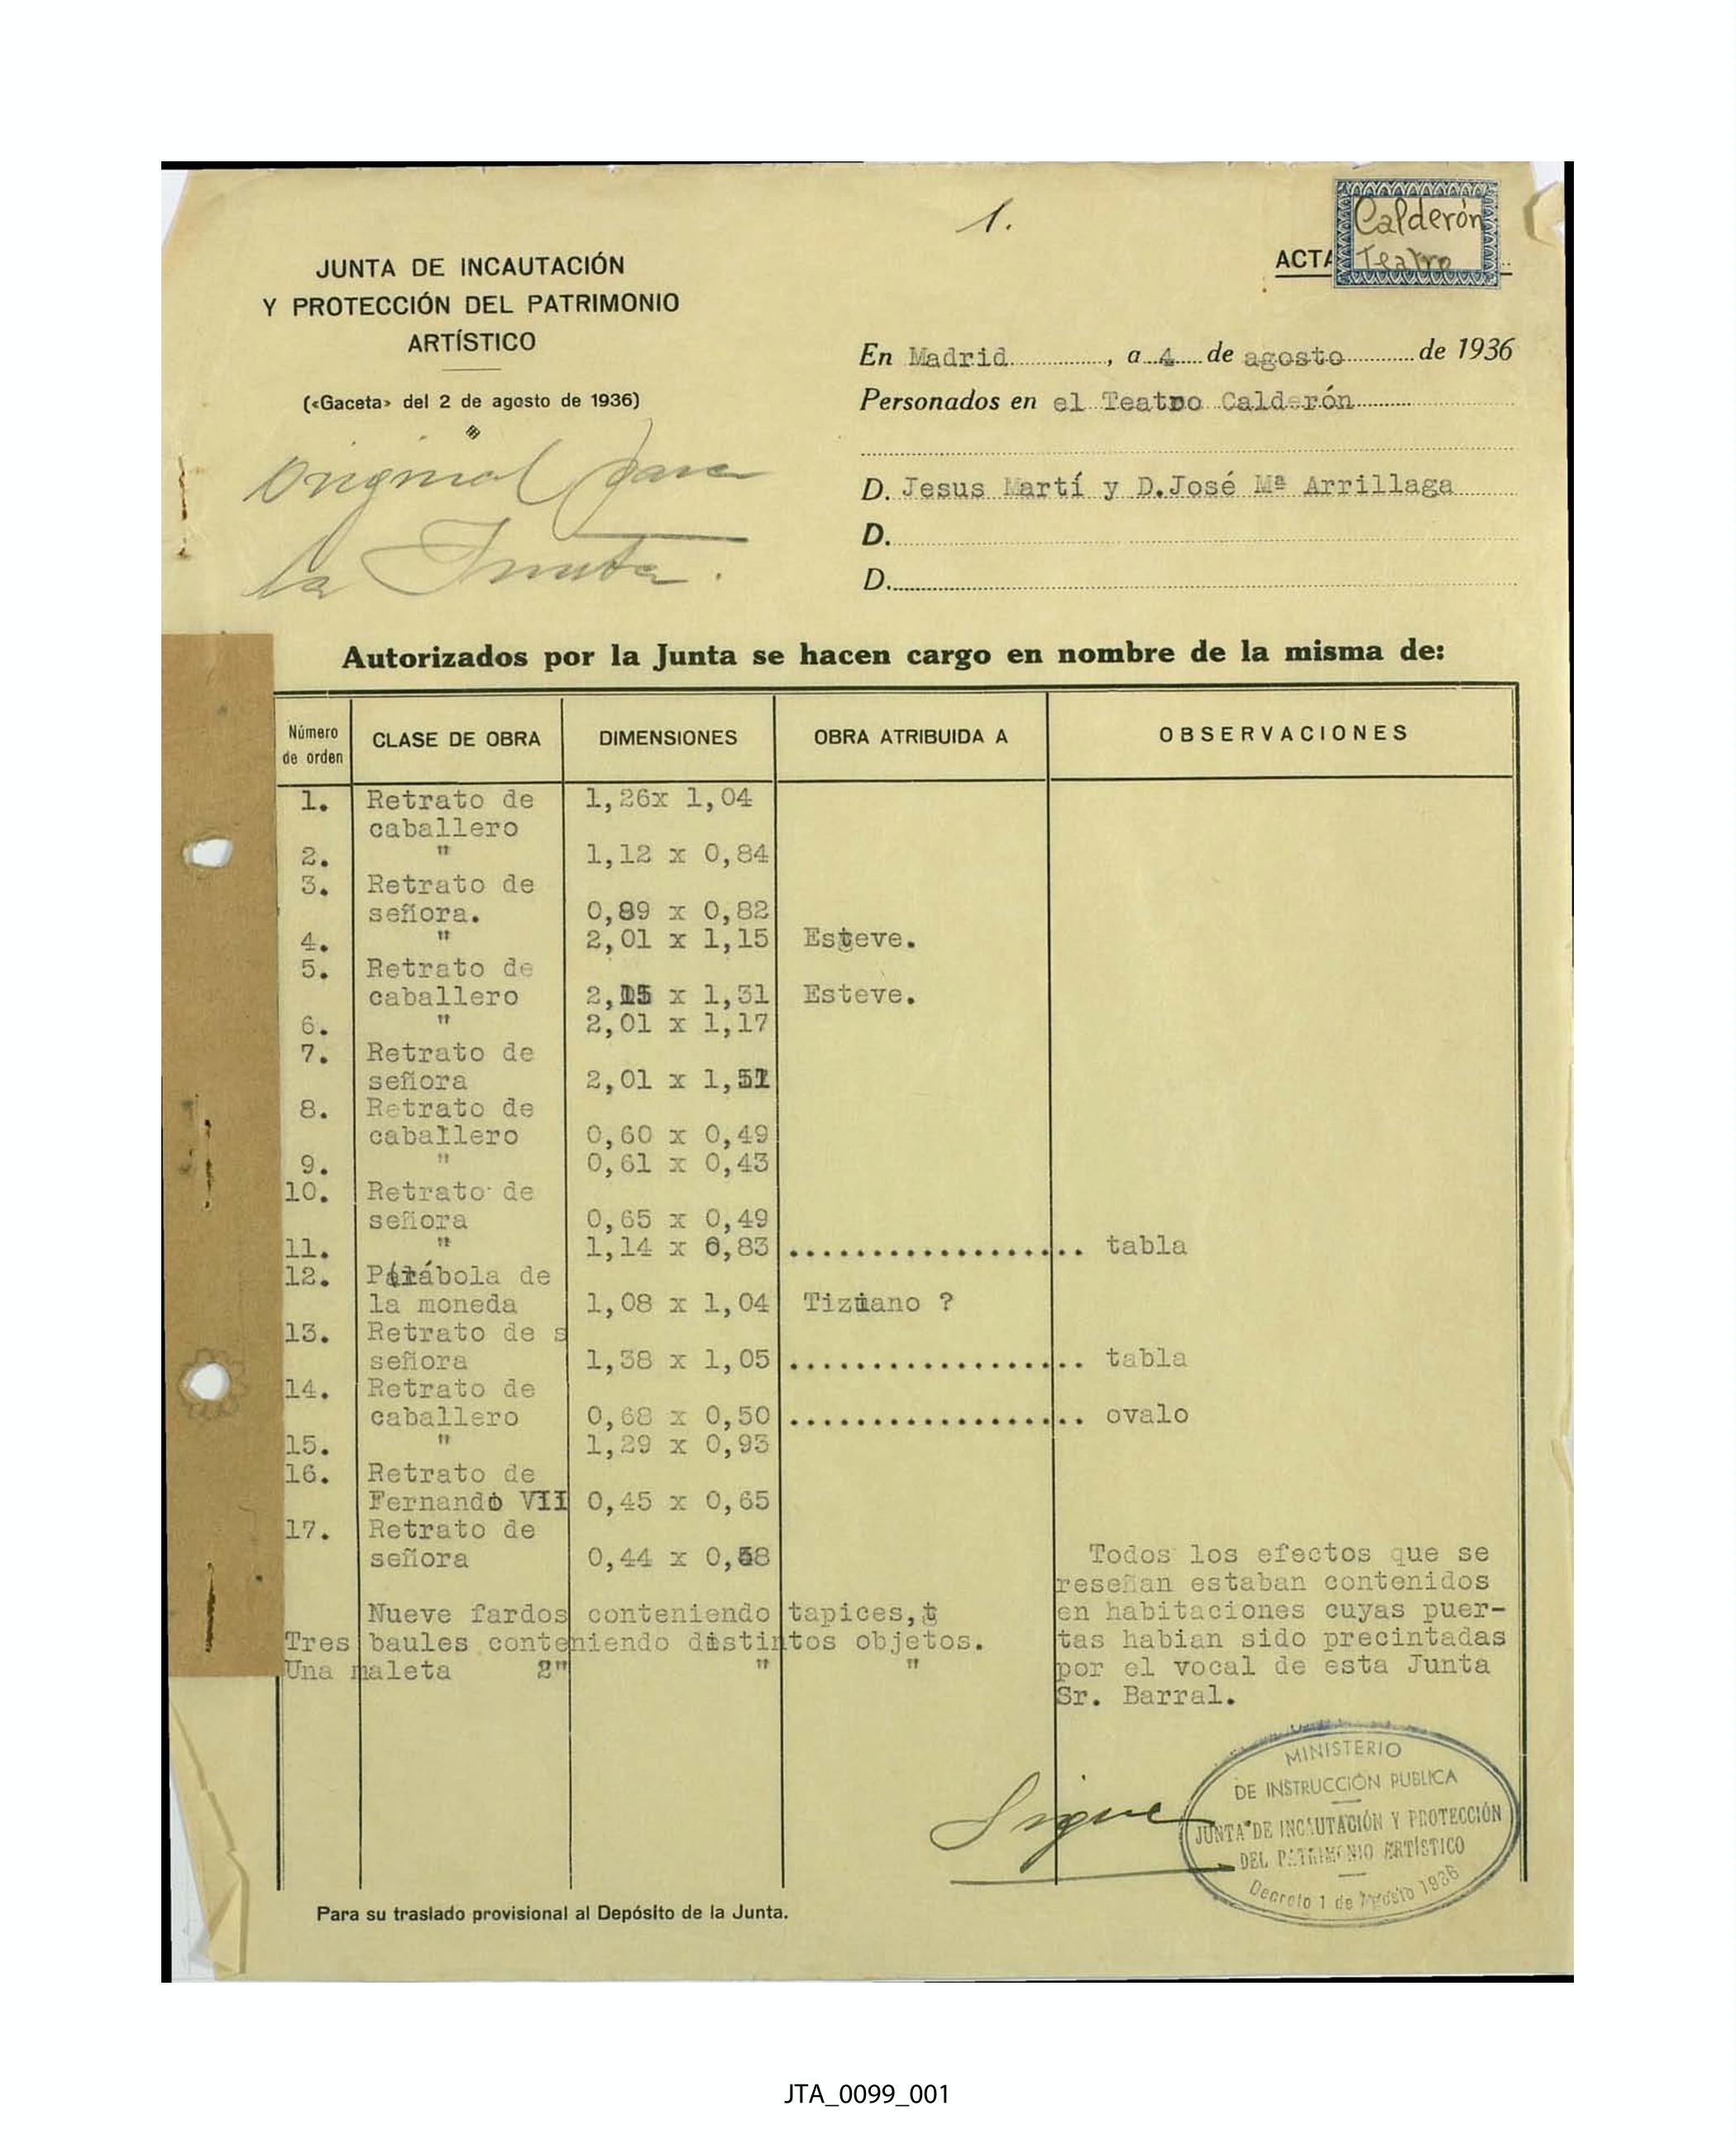 1.
Calderón
ACTA Teatro
JUNTA DE INCAUTACIÓN
Y PROTECCIÓN DEL PATRIMONIO
ARTÍSTICO
(«Gaceta» del 2 de agosto de 1936)
Original para
la Junta.
En Madrid, a 4 de agosto de 1936
Personados en el Teatro Calderón
D. Jesus Martí y D.José Mª Arrillaga
D.
D.
Autorizados por la Junta se hacen cargo en nombre de la misma de:
Número de orden CLASE DE OBRA DIMENSIONES OBRA ATRIBUIDA A OBSERVACIONES
1. Retrato de 1,26x 1,04
caballero
2. " 1,12 x 0,84
3. Retrato de
señora. 0,89 x 0,82
4. " 2,01 x 1,15 Esteve.
5. Retrato de
caballero 2,15 x 1,31 Esteve.
6. " 2,01 x 1,17
7. Retrato de
señora 2,01 x 1,
8. Retrato de
caballero 0,60 x 0,49
9. " 0,61 x 0,43
10. Retrato de
señora 0,65 x 0,49
11. " 1,14 x 0,83 .................. tabla
12. Parábola de
la moneda 1,08 x 1,04 Tiziano ?
13. Retrato de s
señora 1,38 x 1,05 .................. tabla
14. Retrato de
caballero 0,68 x 0,50 .................. ovalo
15. " 1,29 x 0,93
16. Retrato de
Fernando VII 0,45 x 0,65
17. Retrato de
señora 0,44 x 0,58
Nueve fardos conteniendo tapices,
Tres baules conteniendo distintos objetos.
Una maleta " " "
Todos los efectos que se
reseñan estaban contenidos
en habitaciones cuyas puer-
tas habian sido precintadas
por el vocal de esta Junta
Sr. Barral.
Sigue
MINISTERIO
DE INSTRUCCIÓN PUBLICA
JUNTA DE INCAUTACIÓN Y PROTECCIÓN
DEL PATRIMONIO ARTÍSTICO
Decreto 1 de Agosto 1936
Para su traslado provisional al Depósito de la Junta.
JTA_0099_001